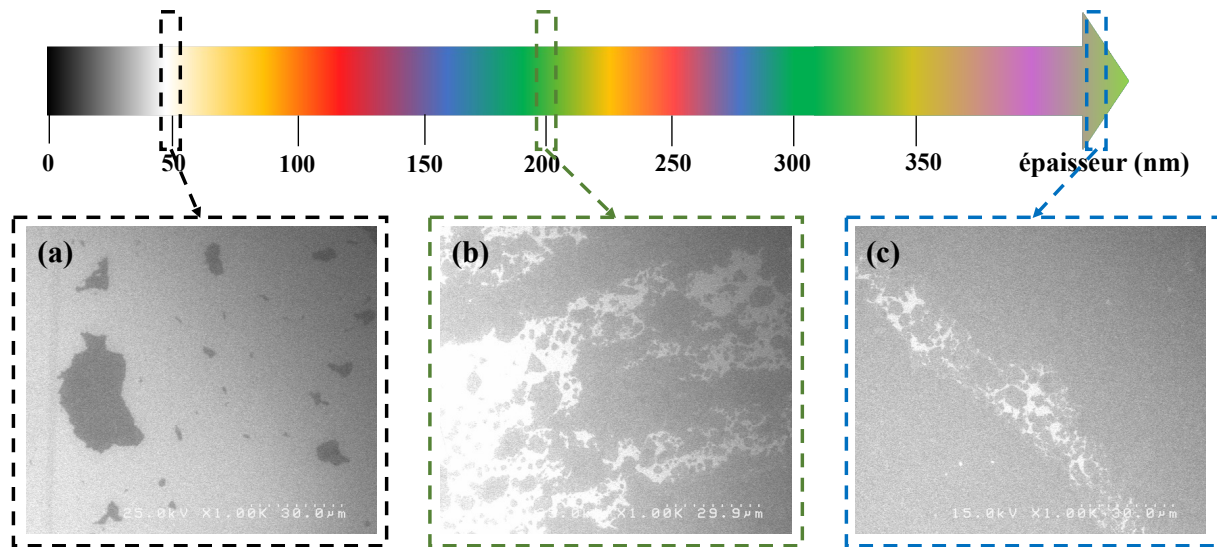 0 50 100 150 200 250 300 350 épaisseur (nm)
(a) (b) (c)
25.0kV X1.00K 30.0µm
X1.00K 29.9µm
15.0kV X1.00K 30.0µm